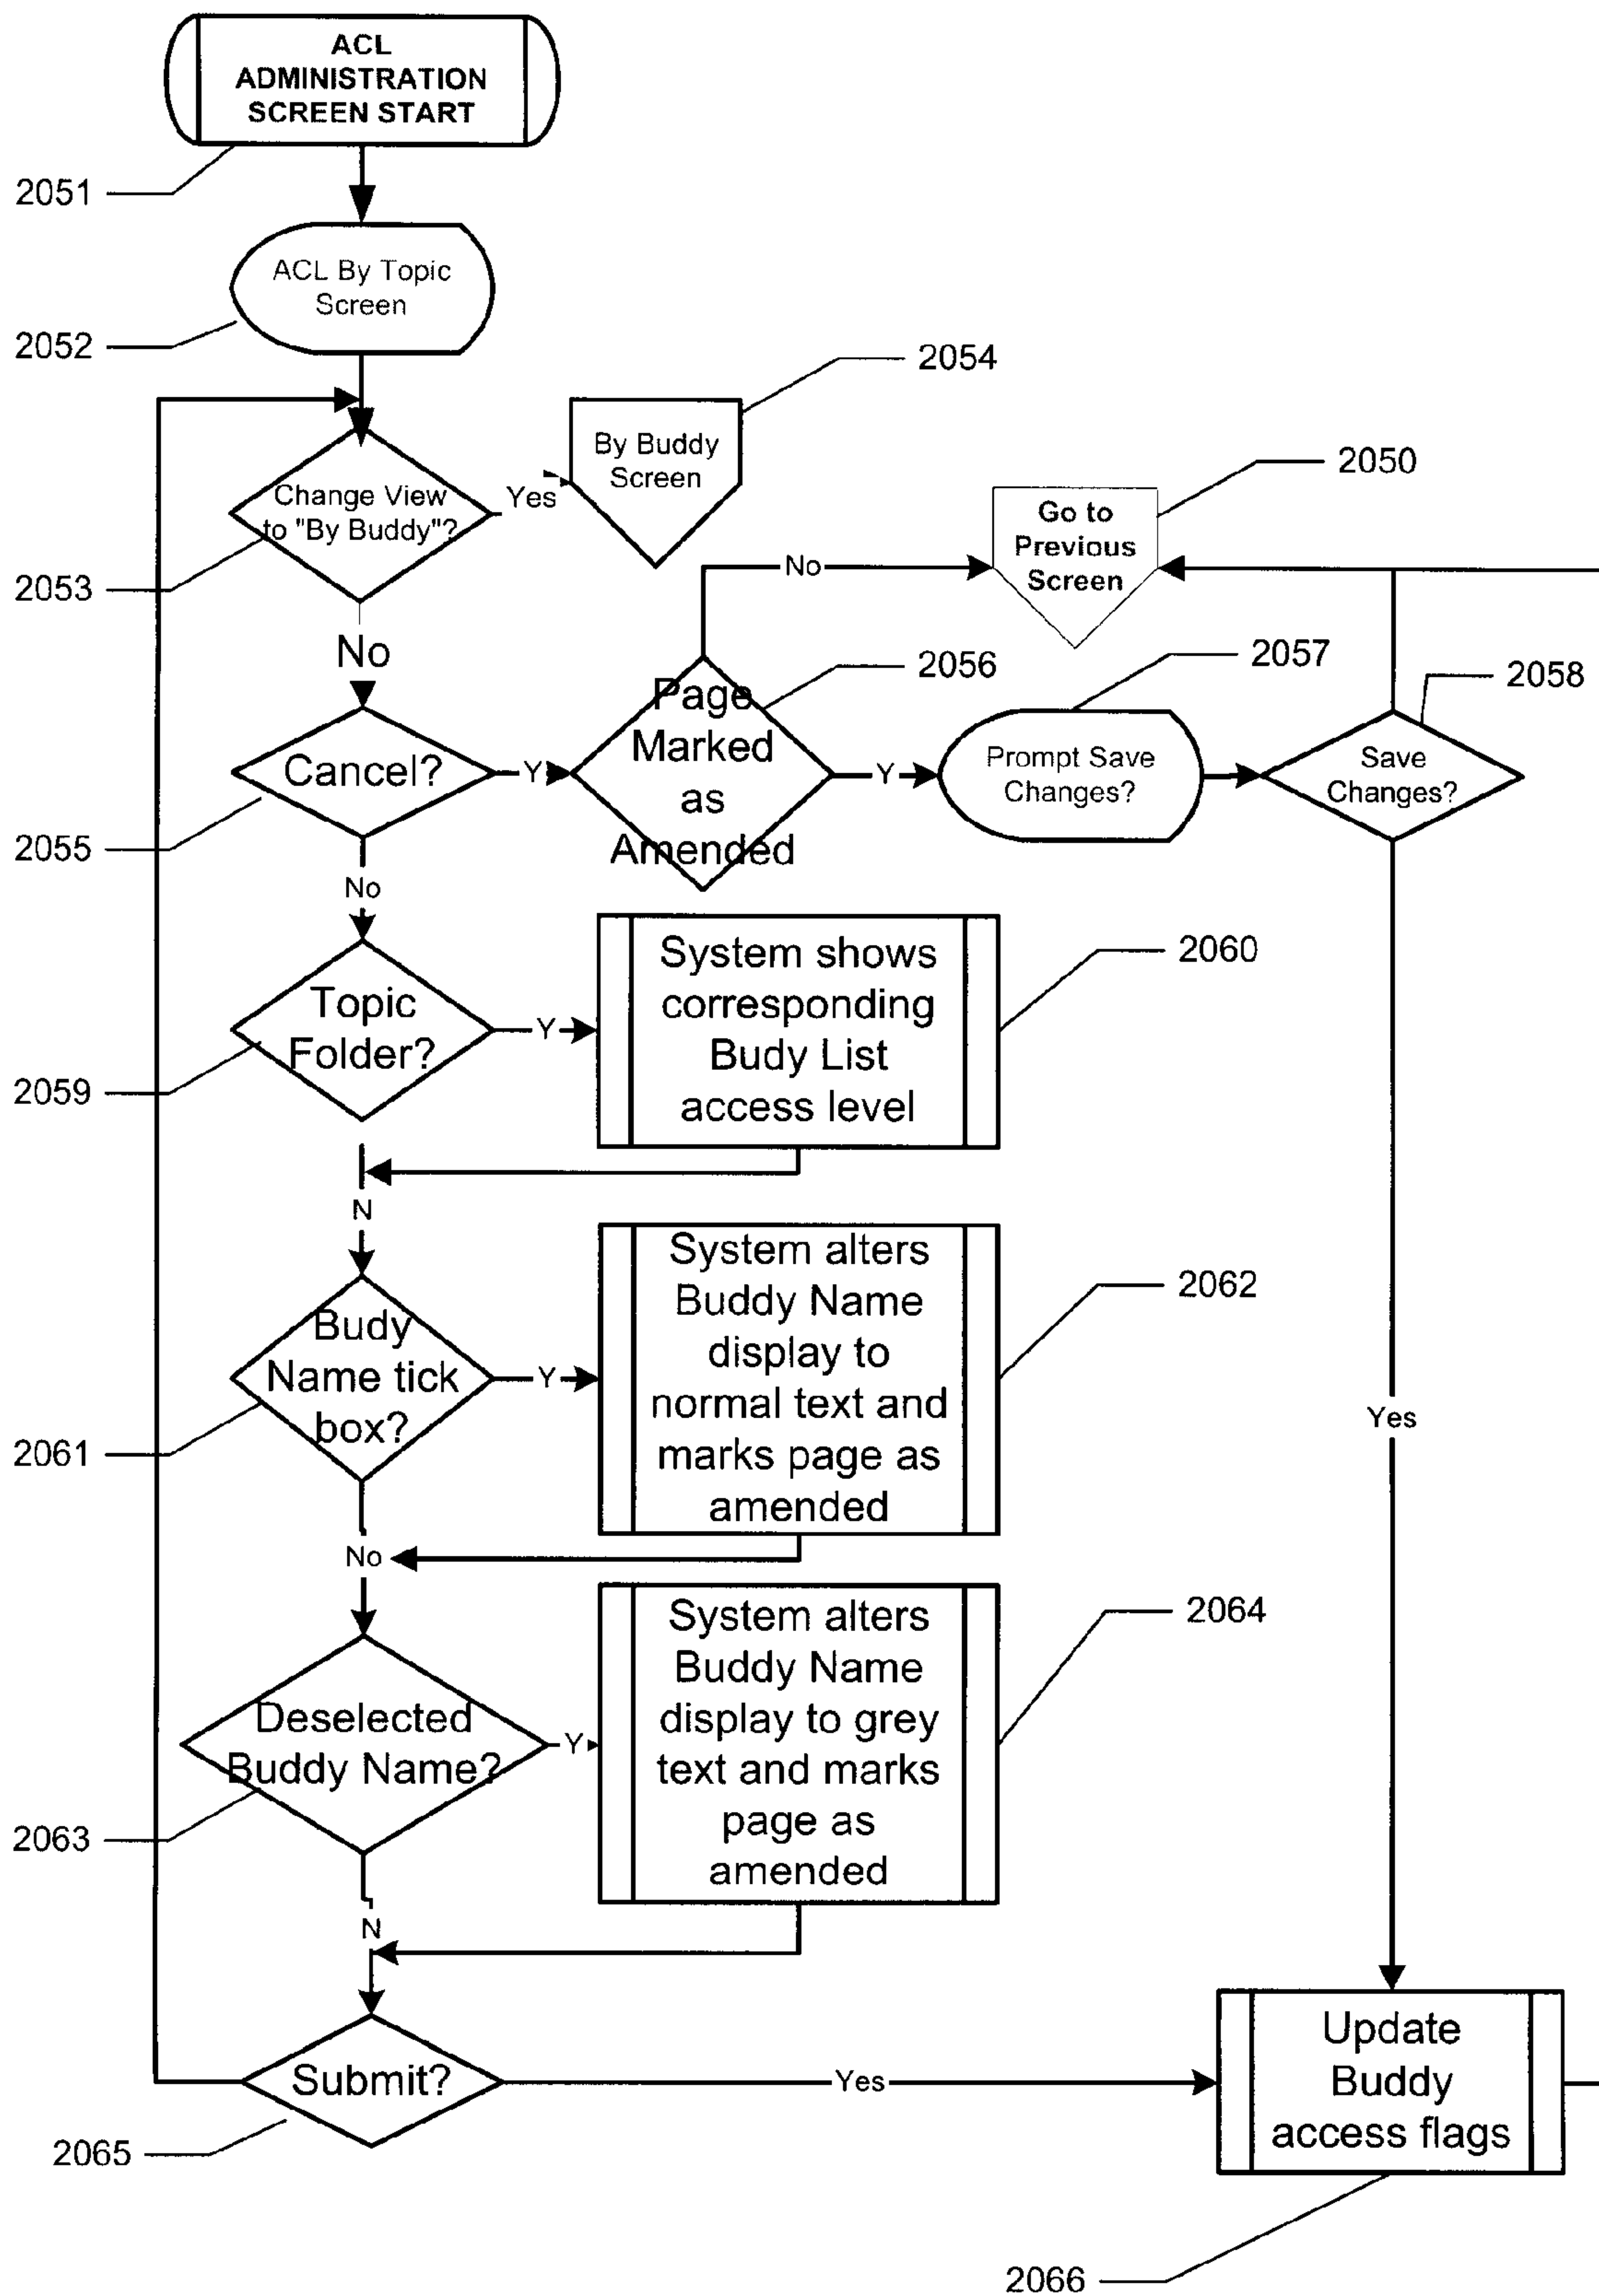 ACL
ADMINISTRATION
SCREEN START
2051
ACL By Topic
Screen
2052
2054
By Buddy
Screen
Change View
to "By Buddy"?
Yes
2053
2050
Go to
Previous
Screen
No
No
2056
2057
2058
Page
Marked
as
Amended
Cancel?
Y
Y
Prompt Save
Changes?
Save
Changes?
2055
No
2060
System shows
corresponding
Budy List
access level
Topic
Folder?
Y
2059
N
2062
System alters
Buddy Name
display to
normal text and
marks page as
amended
Budy
Name tick
box?
Y
Yes
2061
No
2064
System alters
Buddy Name
display to grey
text and marks
page as
amended
Deselected
Buddy Name?
Y
2063
N
Submit?
Yes
Update
Buddy
access flags
2065
2066